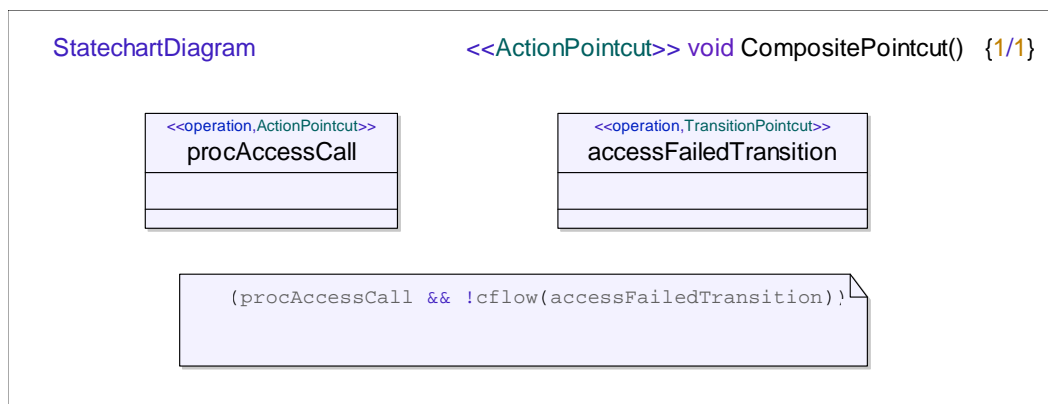 StatechartDiagram <<ActionPointcut>> void CompositePointcut() {1/1}
<<operation,ActionPointcut>>
procAccessCall
<<operation,TransitionPointcut>>
accessFailedTransition
(procAccessCall && !cflow(accessFailedTransition))